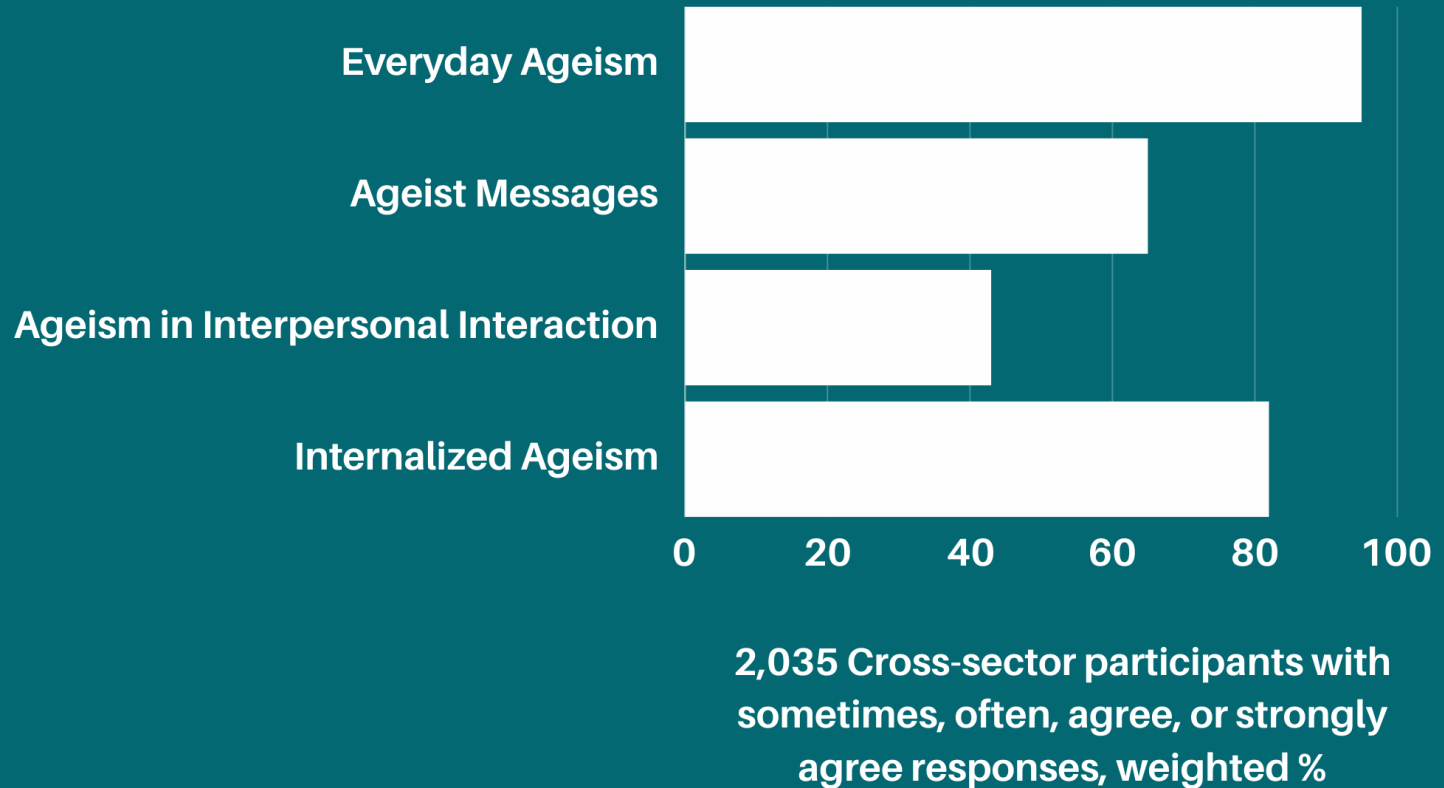 Everyday Ageism
Ageist Messages
Ageism in Interpersonal Interaction
Internalized Ageism
0 20 40 60 80 100
2,035 Cross-sector participants with
sometimes, often, agree, or strongly
agree responses, weighted %